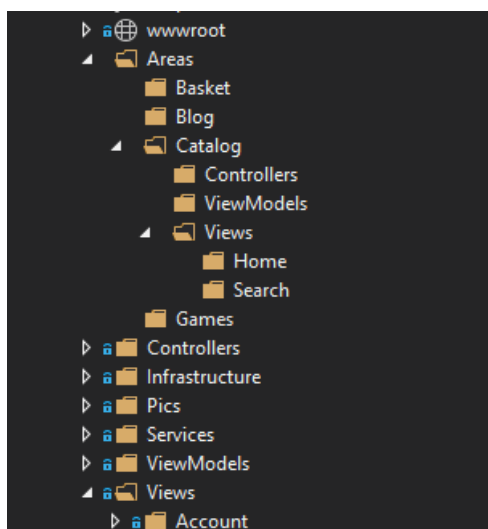 wwwroot
Areas
Basket
Blog
Catalog
Controllers
ViewModels
Views
Home
Search
Games
Controllers
Infrastructure
Pics
Services
ViewModels
Views
Account